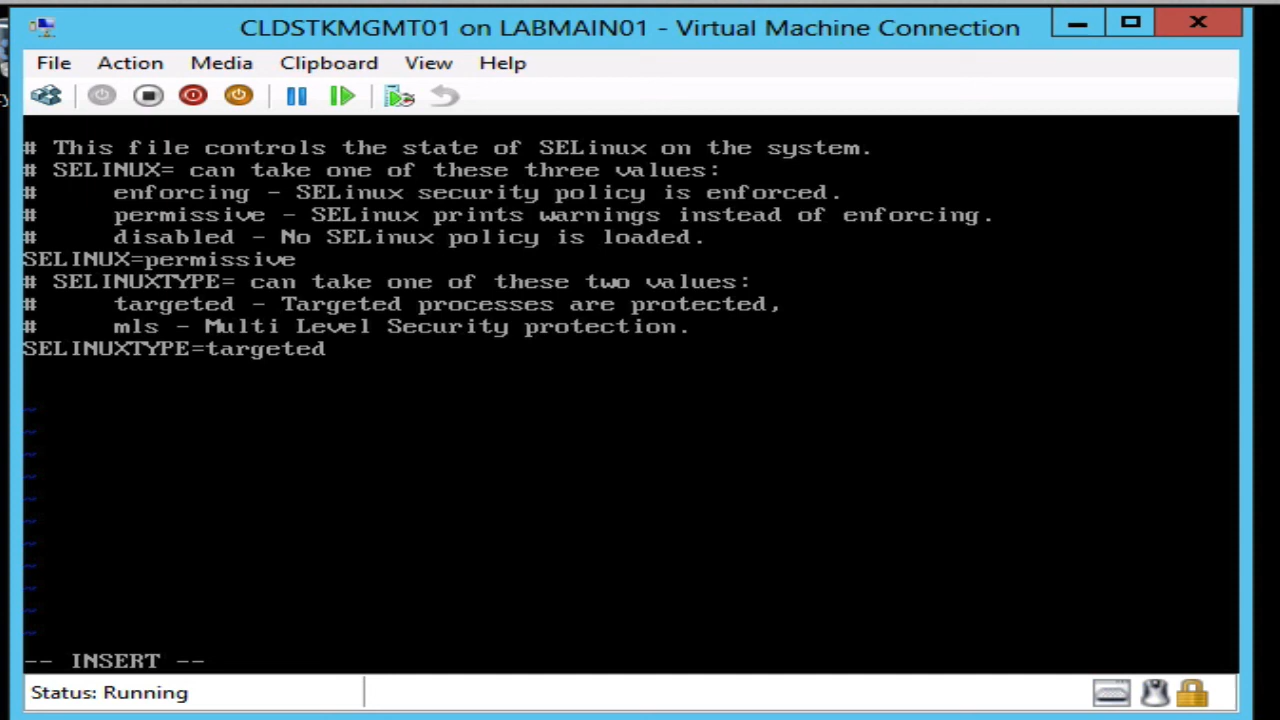 CLDSTKMGMT01 on LABMAIN01 - Virtual Machine Connection
File Action Media Clipboard View Help
# This file controls the state of SELinux on the system.
# SELINUX= can take one of these three values:
#     enforcing - SELinux security policy is enforced.
#     permissive - SELinux prints warnings instead of enforcing.
#     disabled - No SELinux policy is loaded.
SELINUX=permissive
# SELINUXTYPE= can take one of these two values:
#     targeted - Targeted processes are protected,
#     mls - Multi Level Security protection.
SELINUXTYPE=targeted
~
~
~
~
~
~
~
~
~
~
~
-- INSERT --
Status: Running